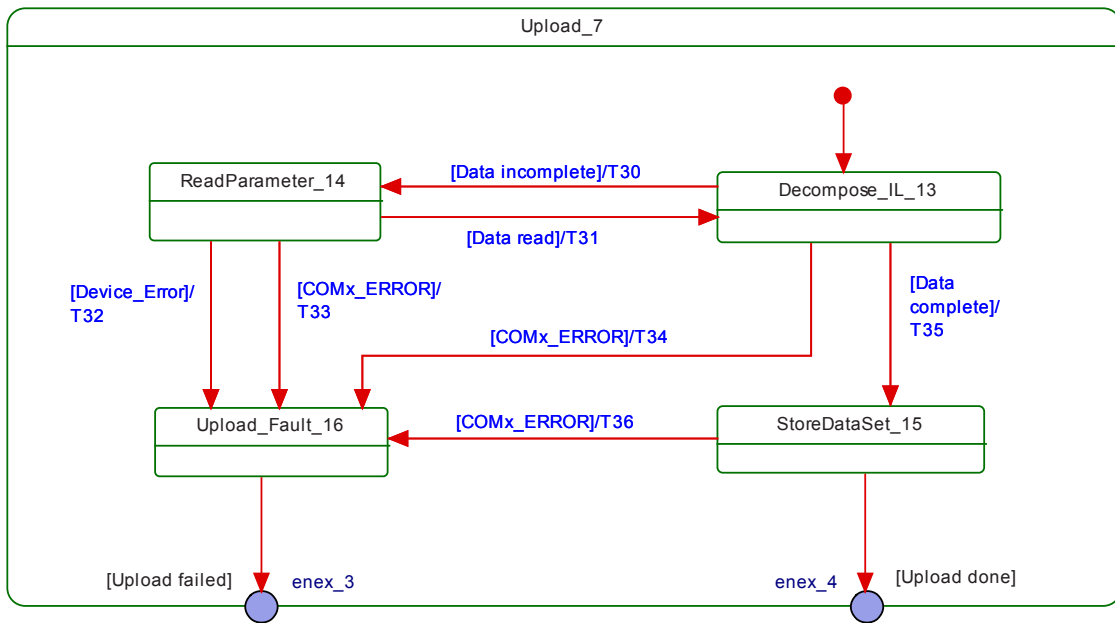 Upload_7
[Data incomplete]/T30
ReadParameter_14
Decompose_IL_13
[Data read]/T31
[Device_Error]/
T32
[COMx_ERROR]/
T33
[Data
complete]/
T35
[COMx_ERROR]/T34
Upload_Fault_16
[COMx_ERROR]/T36
StoreDataSet_15
[Upload failed]
enex_3
enex_4
[Upload done]